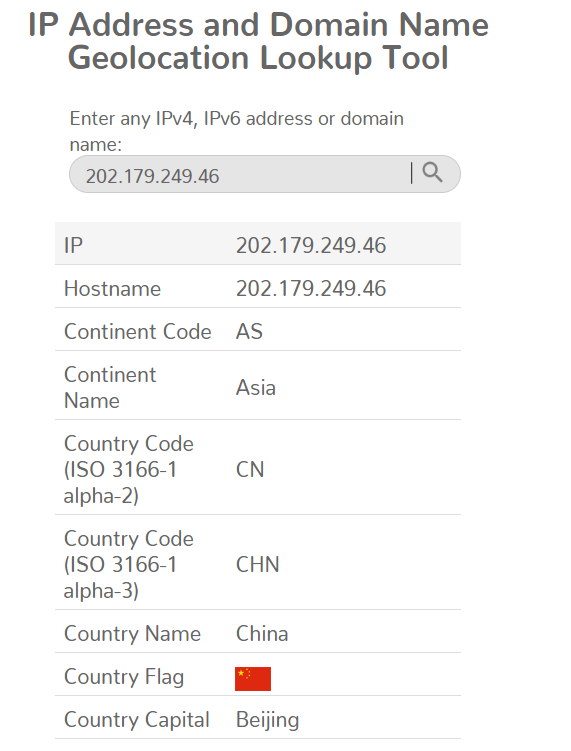 IP Address and Domain Name
Geolocation Lookup Tool
Enter any IPv4, IPv6 address or domain
name:
202.179.249.46
IP 202.179.249.46
Hostname 202.179.249.46
Continent Code AS
Continent
Name
Asia
Country Code
(ISO 3166-1
alpha-2)
CN
Country Code
(ISO 3166-1
alpha-3)
CHN
Country Name China
Country Flag
Country Capital Beijing